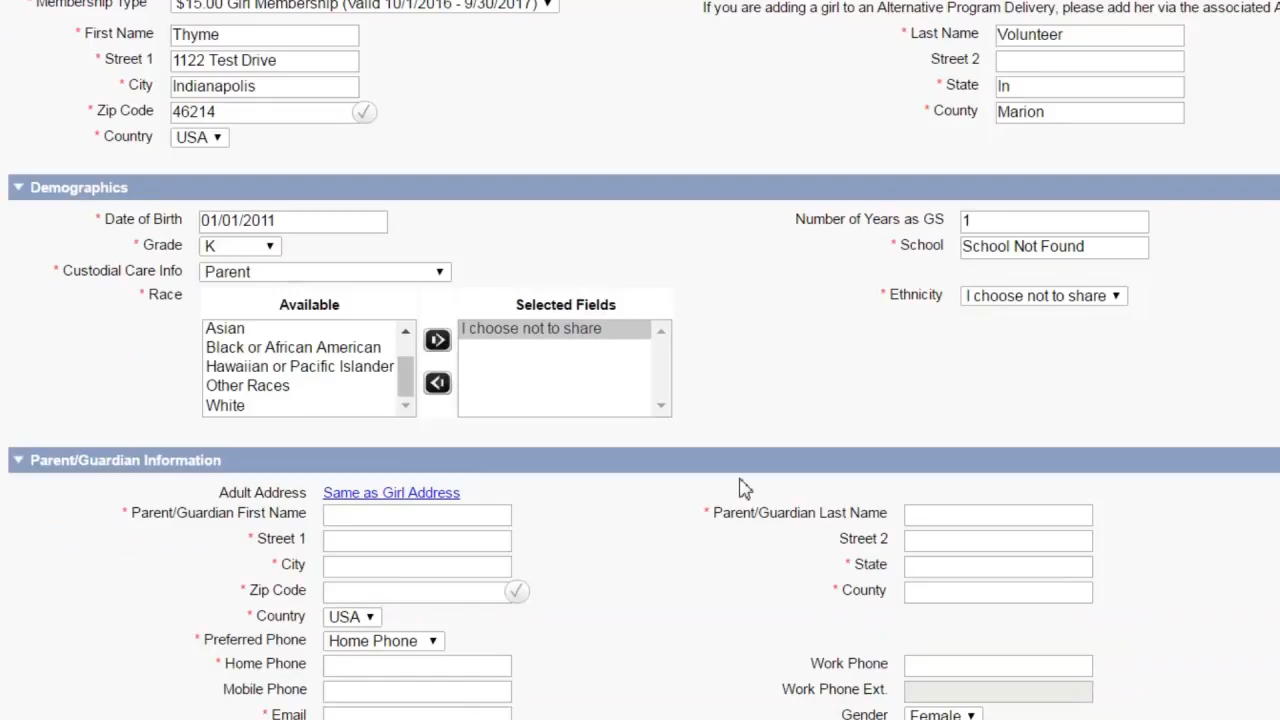 * Membership Type $15.00 Girl Membership (Valid 10/1/2016 - 9/30/2017)
If you are adding a girl to an Alternative Program Delivery, please add her via the associated A
* First Name Thyme * Last Name Volunteer
* Street 1 1122 Test Drive Street 2
* City Indianapolis * State In
* Zip Code 46214 * County Marion
* Country USA
Demographics
* Date of Birth 01/01/2011 Number of Years as GS 1
* Grade K * School School Not Found
* Custodial Care Info Parent
* Race * Ethnicity I choose not to share
Available Selected Fields
Asian I choose not to share
Black or African American
Hawaiian or Pacific Islander
Other Races
White
Parent/Guardian Information
Adult Address Same as Girl Address
* Parent/Guardian First Name * Parent/Guardian Last Name
* Street 1 Street 2
* City * State
* Zip Code * County
* Country USA
* Preferred Phone Home Phone
* Home Phone Work Phone
Mobile Phone Work Phone Ext.
* Email Gender Female